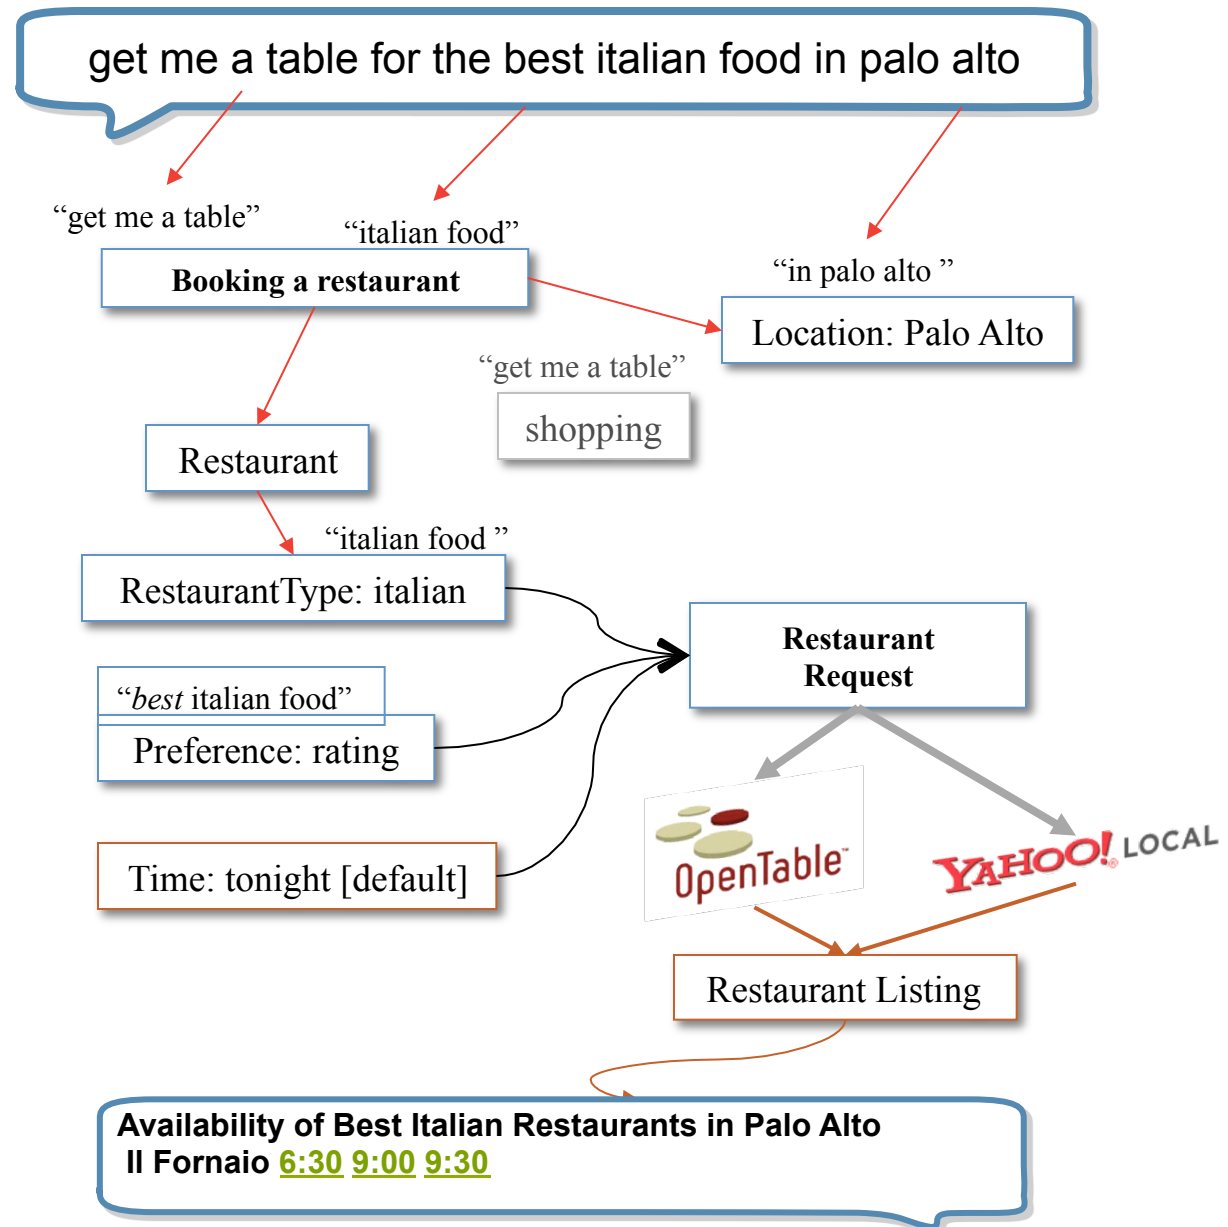 get me a table for the best italian food in palo alto
“get me a table”
“italian food”
Booking a restaurant
“in palo alto ”
Location: Palo Alto
“get me a table”
shopping
Restaurant
“italian food ”
RestaurantType: italian
Restaurant
Request
“best italian food”
Preference: rating
OpenTable™
YAHOO!® LOCAL
Time: tonight [default]
Restaurant Listing
Availability of Best Italian Restaurants in Palo Alto
Il Fornaio 6:30 9:00 9:30